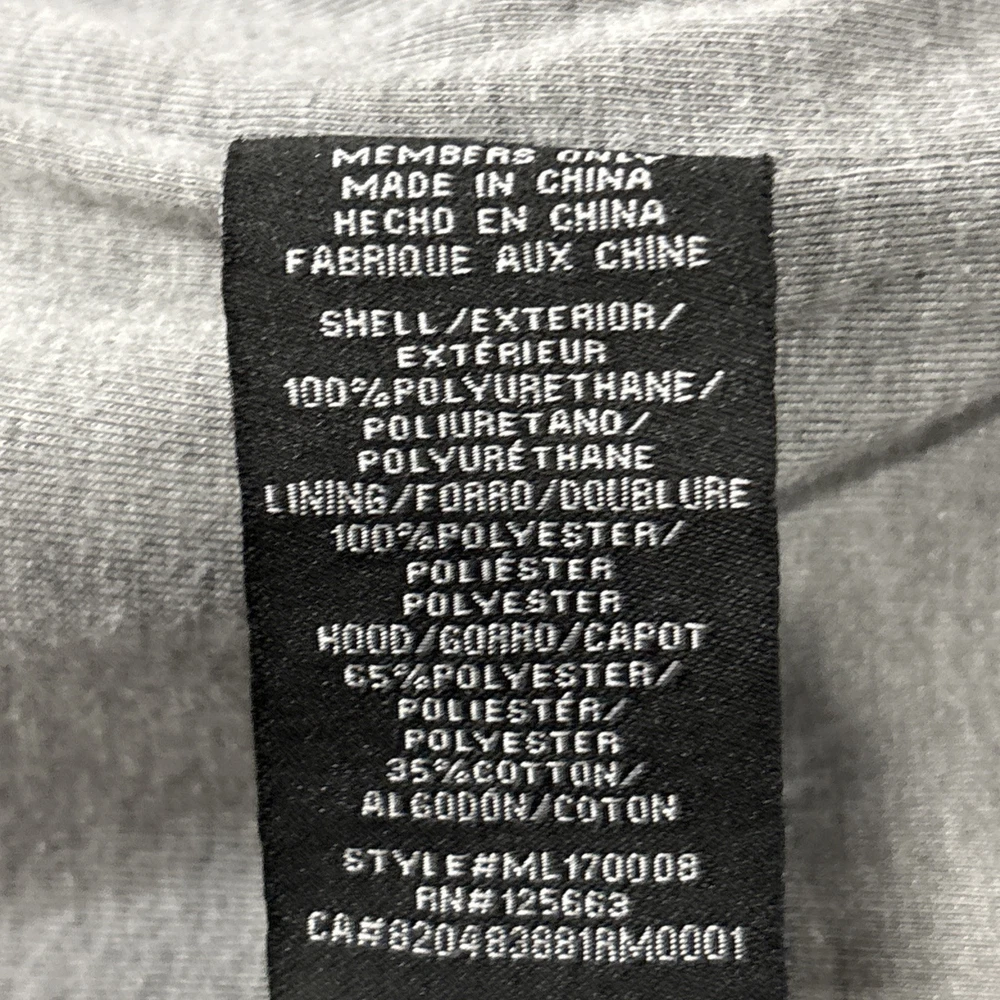 MEMBERS ONLY
MADE IN CHINA
HECHO EN CHINA
FABRIQUE AUX CHINE
SHELL/EXTERIOR/
EXTÉRIEUR
100%POLYURETHANE/
POLIURETANO/
POLYURÉTHANE
LINING/FORRO/DOUBLURE
100%POLYESTER/
POLIÉSTER
POLYESTER
HOOD/GORRO/CAPOT
65%POLYESTER/
POLIESTÉR/
POLYESTER
35%COTTON/
ALGODÓN/COTON
STYLE#ML170008
RN#125663
CA#820483881RM0001